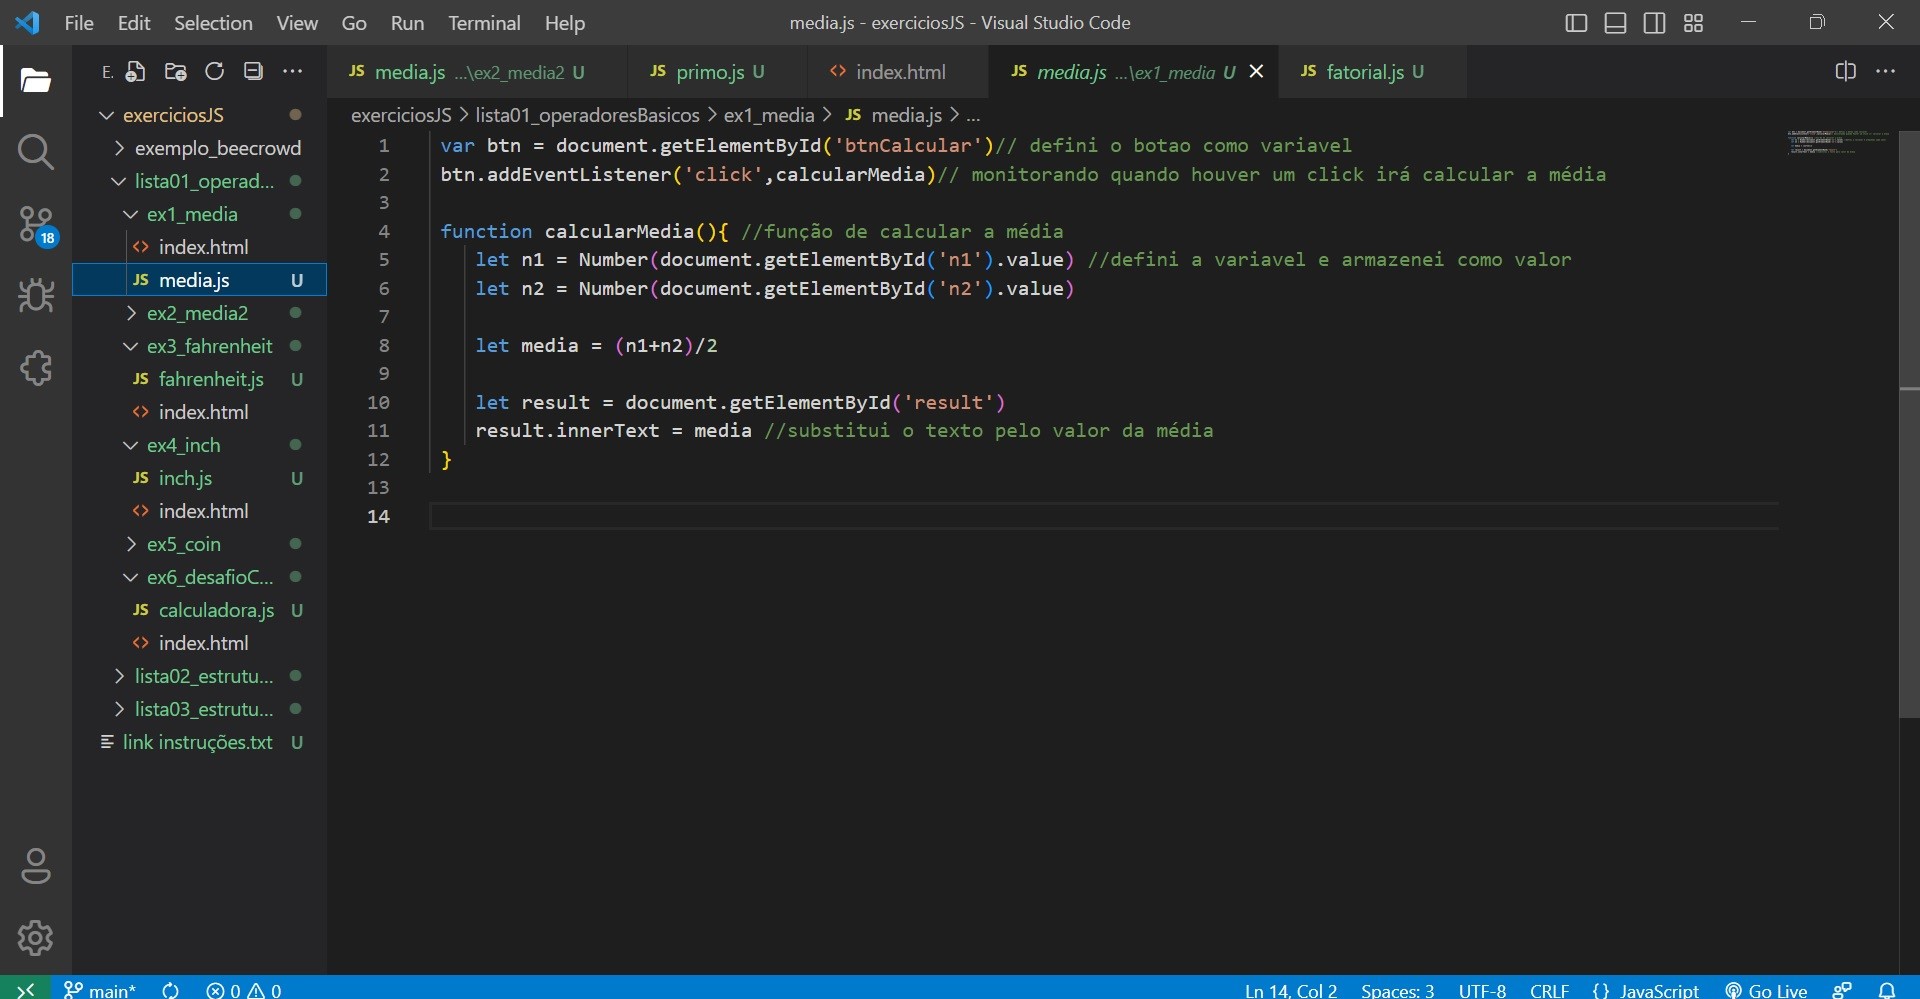 File Edit Selection View Go Run Terminal Help media.js - exerciciosJS - Visual Studio Code
E. ...
JS media.js ...\ex2_media2 U JS primo.js U <> index.html JS media.js ...\ex1_media U JS fatorial.js U
exerciciosJS > lista01_operadoresBasicos > ex1_media > JS media.js > ...
exerciciosJS
exemplo_beecrowd
lista01_operad...
ex1_media
<> index.html
JS media.js U
ex2_media2
ex3_fahrenheit
JS fahrenheit.js U
<> index.html
ex4_inch
JS inch.js U
<> index.html
ex5_coin
ex6_desafioC...
JS calculadora.js U
<> index.html
lista02_estrutu...
lista03_estrutu...
link instruções.txt U
18
1 var btn = document.getElementById('btnCalcular')// defini o botao como variavel
2 btn.addEventListener('click',calcularMedia)// monitorando quando houver um click irá calcular a média
3
4 function calcularMedia(){ //função de calcular a média
5 let n1 = Number(document.getElementById('n1').value) //defini a variavel e armazenei como valor
6 let n2 = Number(document.getElementById('n2').value)
7
8 let media = (n1+n2)/2
9
10 let result = document.getElementById('result')
11 result.innerText = media //substitui o texto pelo valor da média
12 }
13
14
main* 0 0 Ln 14, Col 2 Spaces: 3 UTF-8 CRLF {} JavaScript Go Live